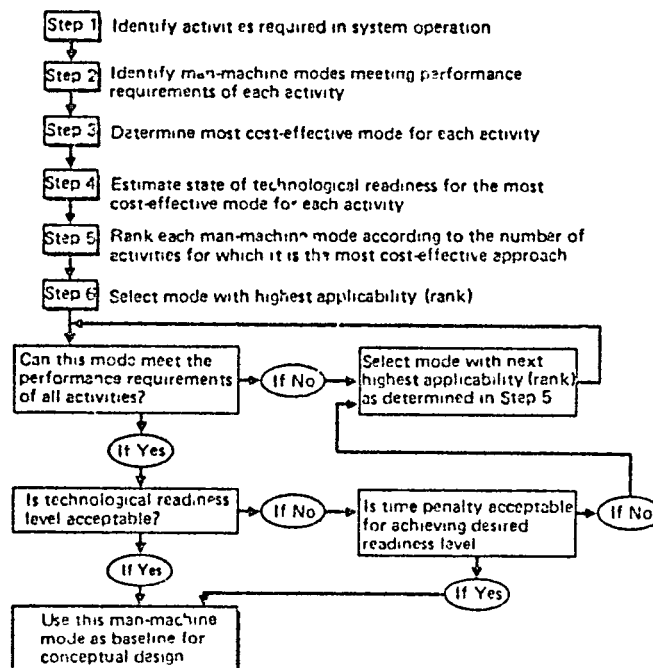 Step 1 Identify activities required in system operation
Step 2 Identify man-machine modes meeting performance
requirements of each activity
Step 3 Determine most cost-effective mode for each activity
Step 4 Estimate state of technological readiness for the most
cost-effective mode for each activity
Step 5 Rank each man-machine mode according to the number of
activities for which it is the most cost-effective approach
Step 6 Select mode with highest applicability (rank)
Can this mode meet the
performance requirements
of all activities?
If No
Select mode with next
highest applicability (rank)
as determined in Step 5
If Yes
Is technological readiness
level acceptable?
If No
Is time penalty acceptable
for achieving desired
readiness level
If No
If Yes
If Yes
Use this man-machine
mode as baseline for
conceptual design